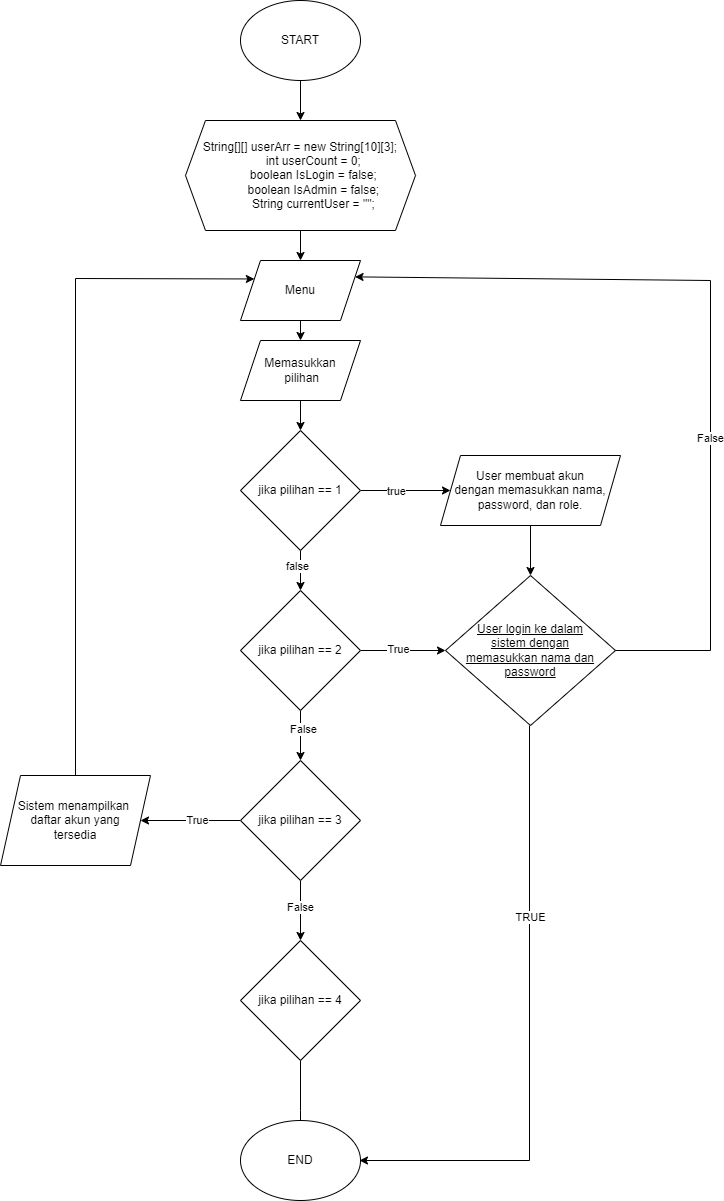 START
String[][] userArr = new String[10][3];
int userCount = 0;
boolean IsLogin = false;
boolean IsAdmin = false;
String currentUser = "";
Menu
Memasukkan
pilihan
jika pilihan == 1
true
User membuat akun
dengan memasukkan nama,
password, dan role.
False
false
jika pilihan == 2
True
User login ke dalam
sistem dengan
memasukkan nama dan
password
False
Sistem menampilkan
daftar akun yang
tersedia
True
jika pilihan == 3
False
TRUE
jika pilihan == 4
END